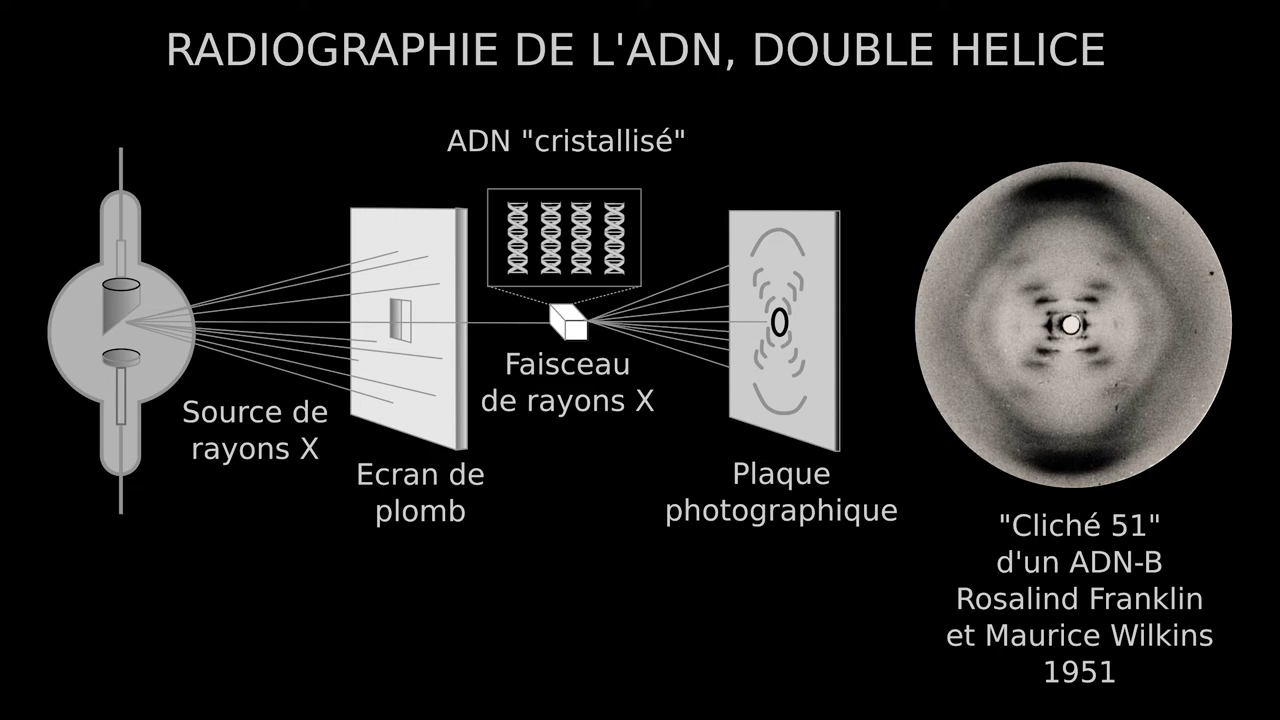 RADIOGRAPHIE DE L'ADN, DOUBLE HELICE
ADN "cristallisé"
Faisceau
de rayons X
Source de
rayons X
Ecran de
plomb
Plaque
photographique
"Cliché 51"
d'un ADN-B
Rosalind Franklin
et Maurice Wilkins
1951